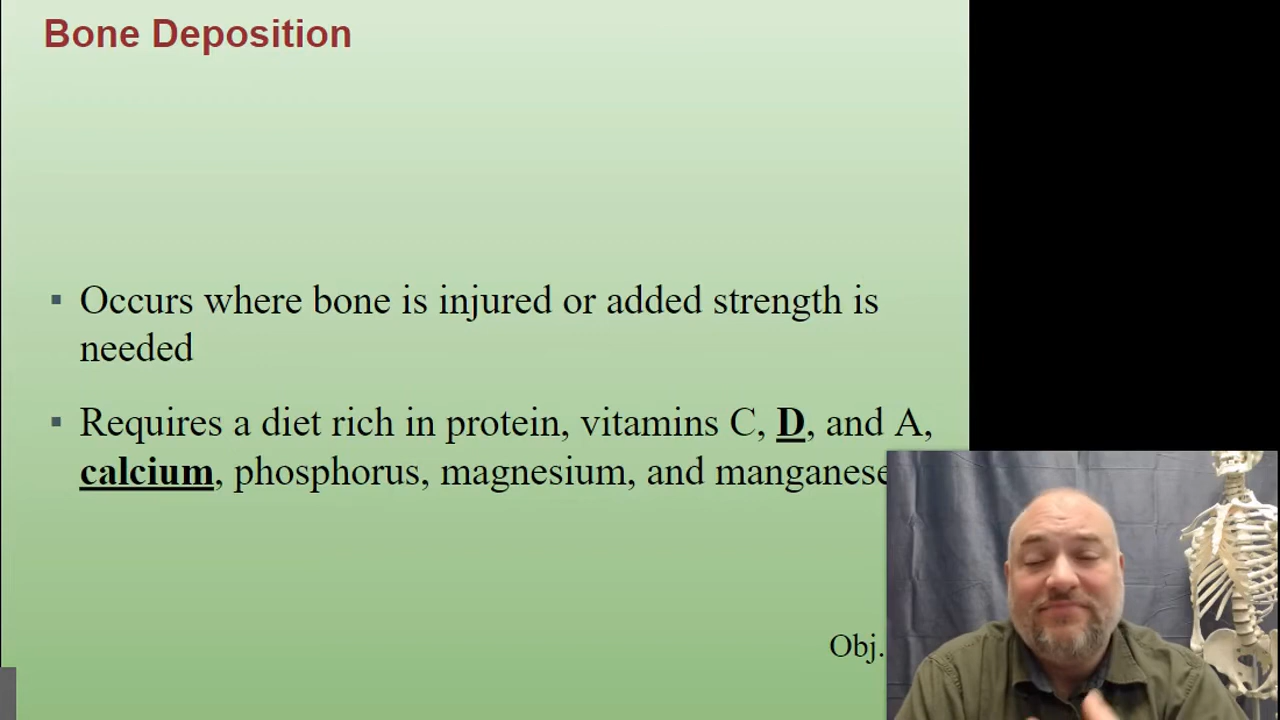 Bone Deposition
▪ Occurs where bone is injured or added strength is
needed
▪ Requires a diet rich in protein, vitamins C, D, and A,
calcium, phosphorus, magnesium, and manganese
Obj.